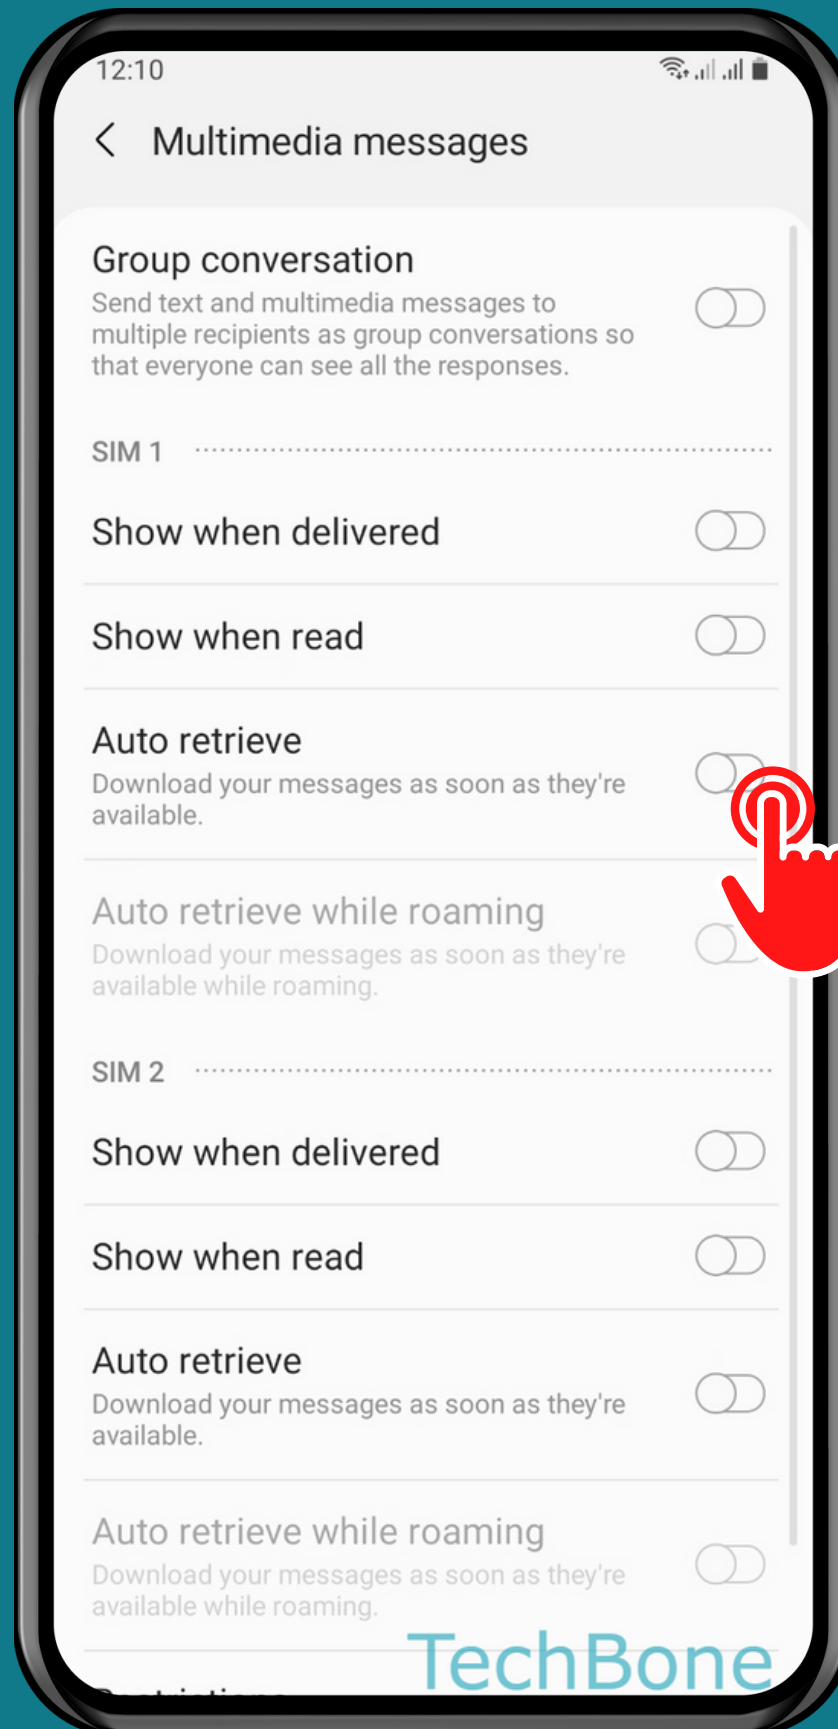 12:10
Multimedia messages
Group conversation
Send text and multimedia messages to
multiple recipients as group conversations so
that everyone can see all the responses.
SIM 1
Show when delivered
Show when read
Auto retrieve
Download your messages as soon as they're
available.
Auto retrieve while roaming
Download your messages as soon as they're
available while roaming.
SIM 2
Show when delivered
Show when read
Auto retrieve
Download your messages as soon as they're
available.
Auto retrieve while roaming
Download your messages as soon as they're
available while roaming.
TechBone